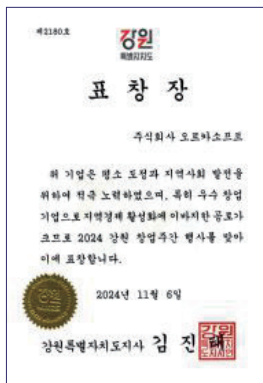 제2180호
강원
특별자치도
표 창 장
주식회사 오르카소프트
위 기업은 평소 도정과 지역사회 발전을
위하여 적극 노력하였으며, 특히 우수 창업
기업으로 지역경제 활성화에 이바지한 공로가
크므로 2024 강원 창업주간 행사를 맞아
이에 표창합니다.
2024년 11월 6일
강원특별자치도지사 김 진 태